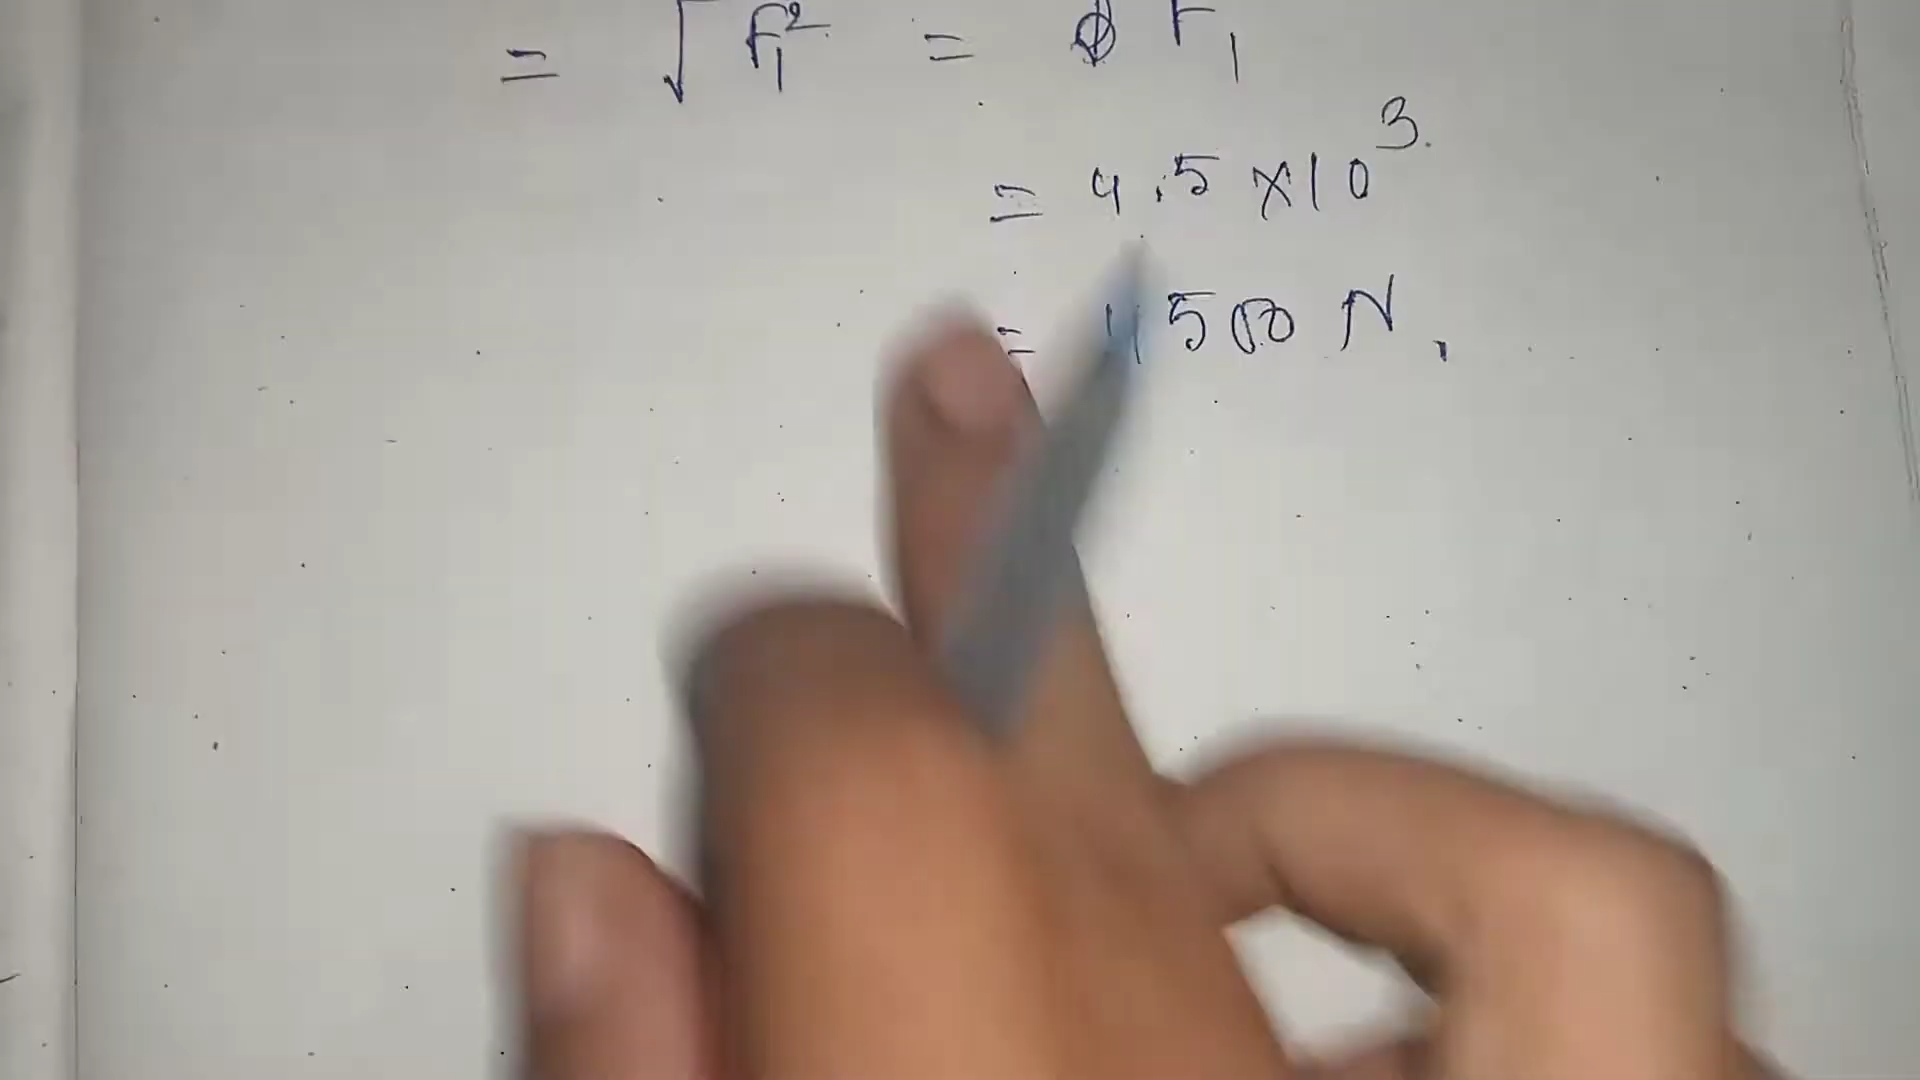 = √F₁² = F₁
= 4.5 × 10³
= 4500 N.